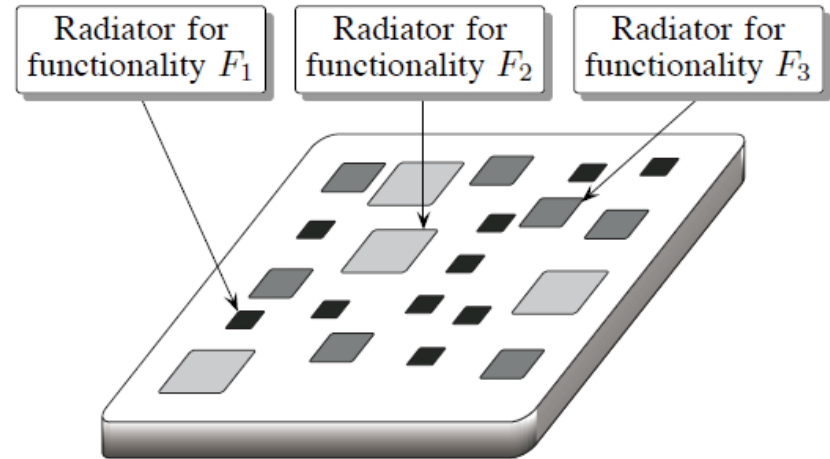 Radiator for
functionality F₁
Radiator for
functionality F₂
Radiator for
functionality F₃